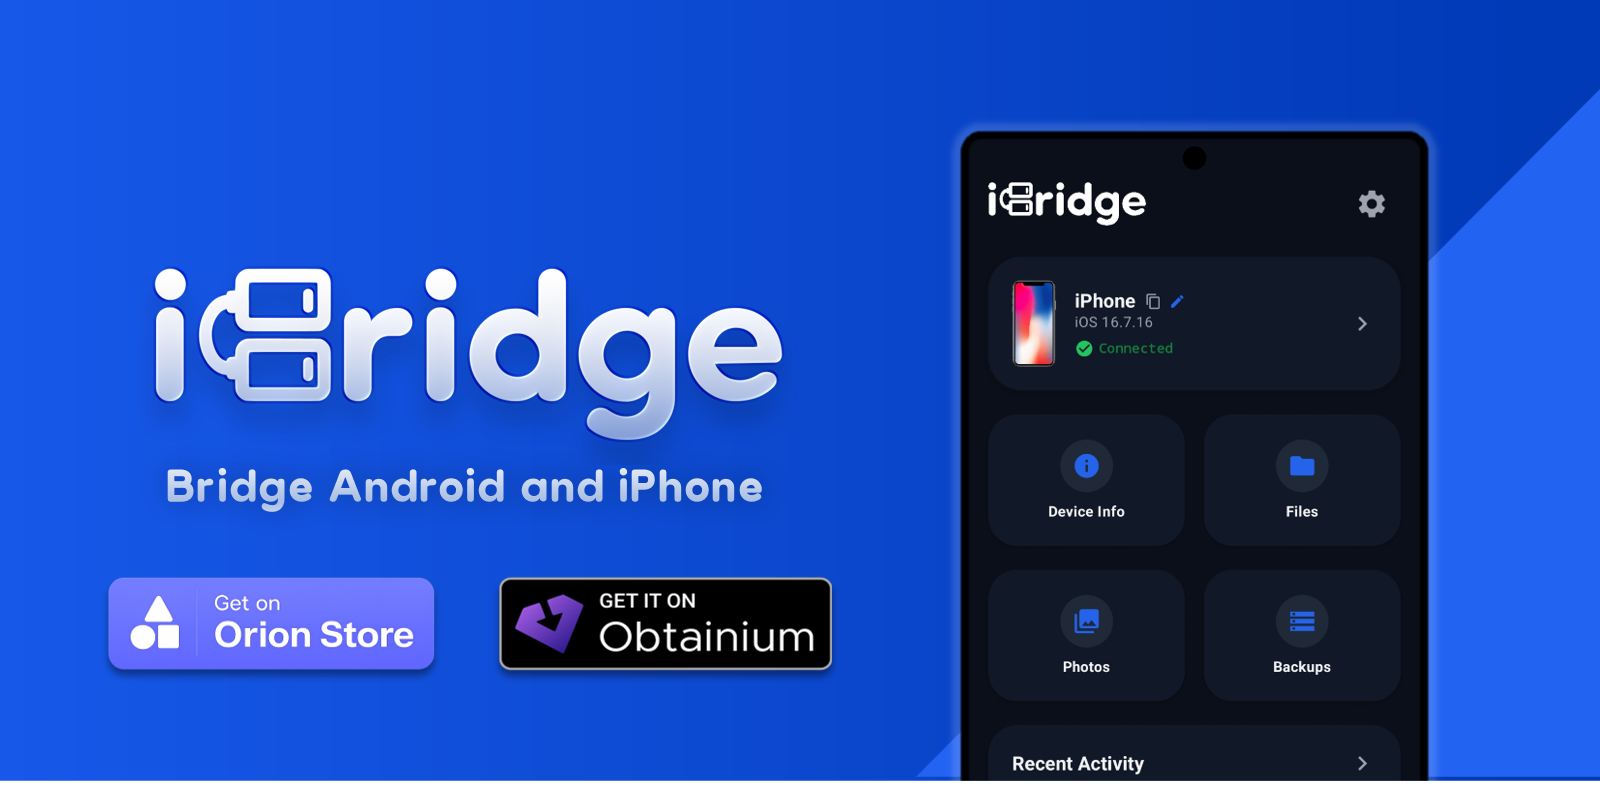 iBridge
Bridge Android and iPhone
Get on
Orion Store
GET IT ON
Obtainium
iBridge
iPhone
iOS 16.7.16
Connected
Device Info
Files
Photos
Backups
Recent Activity